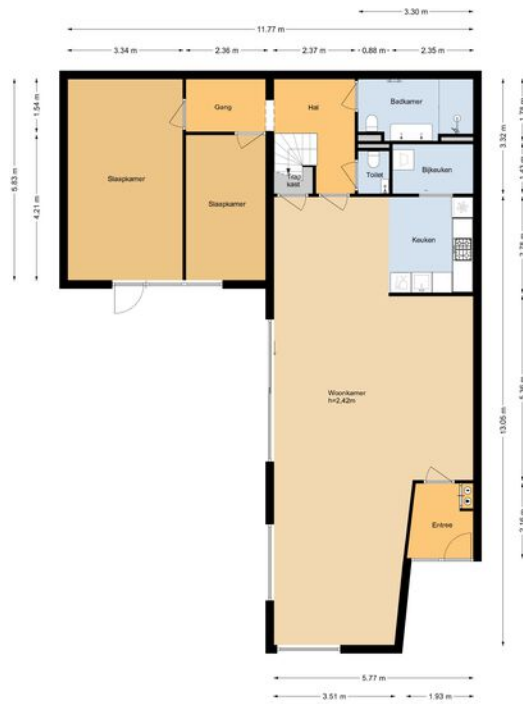 3.30 m
11.77 m
3.34 m
2.36 m
2.37 m
0.88 m
2.35 m
1.54 m
5.83 m
4.21 m
Slaapkamer
Gang
Hal
Badkamer
Slaapkamer
Trap
kast
Toilet
Bijkeuken
Keuken
3.32 m
13.05 m
Woonkamer
h=2,42m
Entree
5.77 m
3.51 m
1.93 m